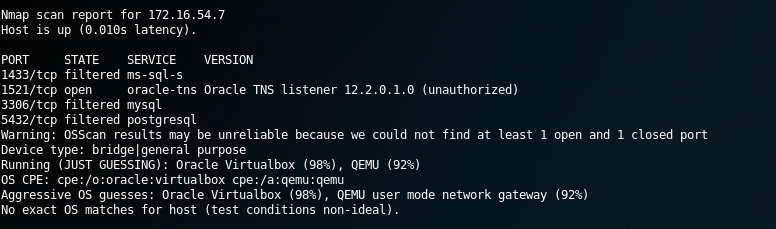 Nmap scan report for 172.16.54.7
Host is up (0.010s latency).

PORT     STATE    SERVICE    VERSION
1433/tcp filtered ms-sql-s
1521/tcp open     oracle-tns Oracle TNS listener 12.2.0.1.0 (unauthorized)
3306/tcp filtered mysql
5432/tcp filtered postgresql
Warning: OSScan results may be unreliable because we could not find at least 1 open and 1 closed port
Device type: bridge|general purpose
Running (JUST GUESSING): Oracle Virtualbox (98%), QEMU (92%)
OS CPE: cpe:/o:oracle:virtualbox cpe:/a:qemu:qemu
Aggressive OS guesses: Oracle Virtualbox (98%), QEMU user mode network gateway (92%)
No exact OS matches for host (test conditions non-ideal).